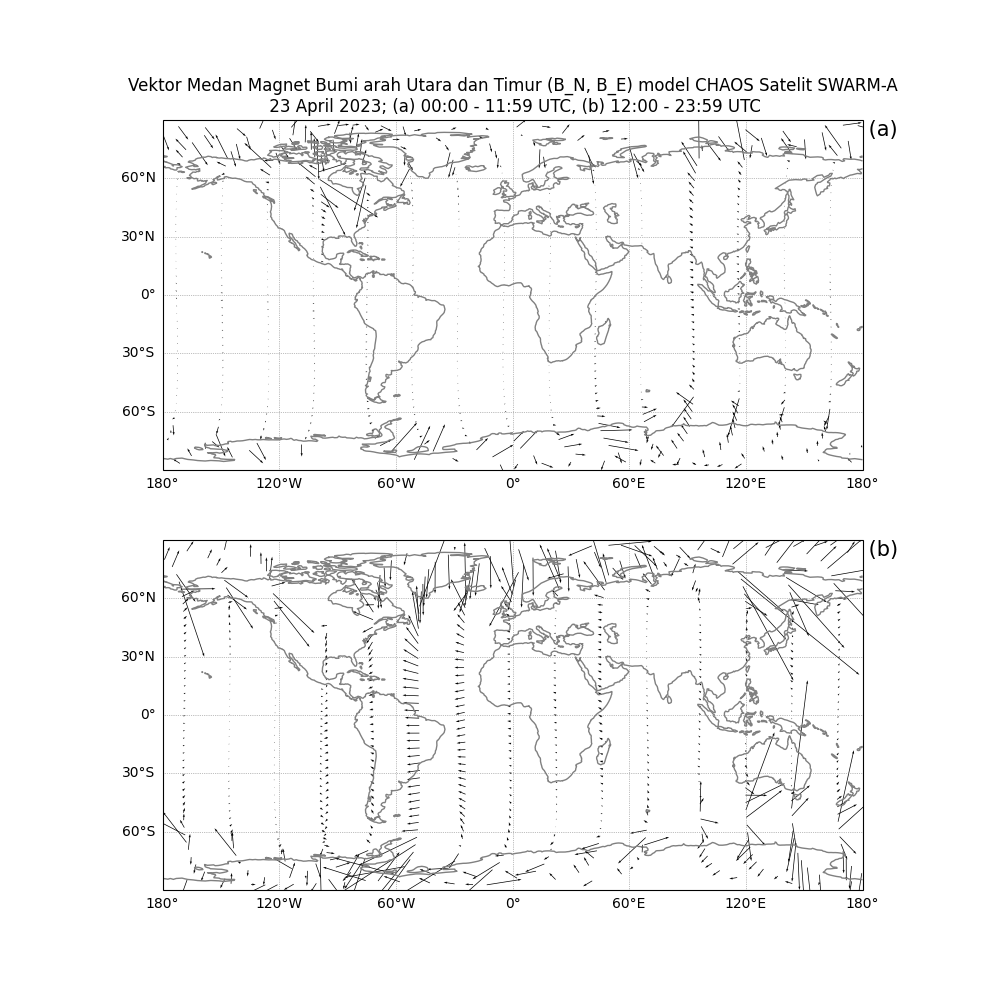 Vektor Medan Magnet Bumi arah Utara dan Timur (B_N, B_E) model CHAOS Satelit SWARM-A
23 April 2023; (a) 00:00 - 11:59 UTC, (b) 12:00 - 23:59 UTC
(a)
60°N
30°N
0°
30°S
60°S
180° 120°W 60°W 0° 60°E 120°E 180°
(b)
60°N
30°N
0°
30°S
60°S
180° 120°W 60°W 0° 60°E 120°E 180°